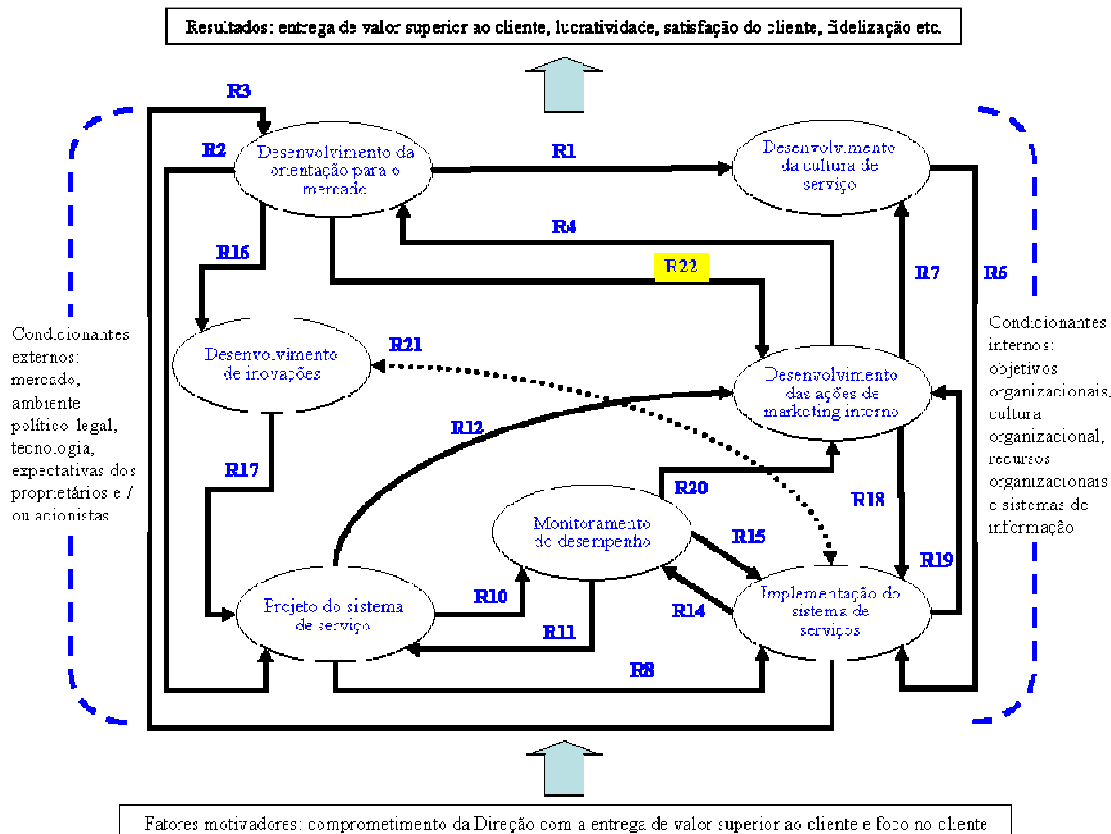 Resultados: entrega de valor superior ao cliente, lucratividade, satisfação do cliente, fidelização etc.
R3
R2
Desenvolvimento da
orientação para o
mercado
R1
Desenvolvimento
da cultura de
serviço
R4
R16
R22
R7
R6
Condicionantes
externos:
mercado,
ambiente
político legal,
tecnologia,
expectativas dos
proprietários e /
ou acionistas
Desenvolvimento
de inovações
R21
Desenvolvimento
das ações de
marketing interno
Condicionantes
internos:
objetivos
organizacionais,
cultura
organizacional,
recursos
organizacionais
e sistemas de
informação
R12
R17
R20
R18
Monitoramento
do desempenho
R15
R19
Projeto do sistema
de serviço
R10
R14
Implementação do
sistema de
serviços
R11
R8
Fatores motivadores: comprometimento da Direção com a entrega de valor superior ao cliente e foco no cliente